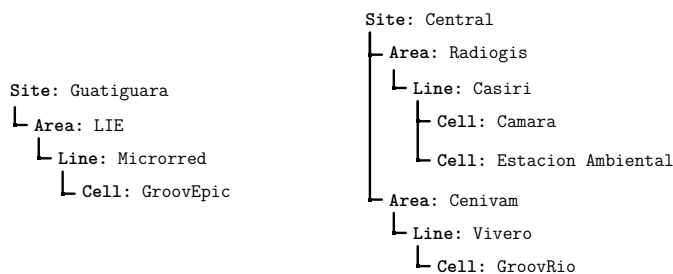 Site: Guatiguara
Area: LIE
Line: Microrred
Cell: GroovEpic
Site: Central
Area: Radiogis
Line: Casiri
Cell: Camara
Cell: Estacion Ambiental
Area: Cenivam
Line: Vivero
Cell: GroovRio